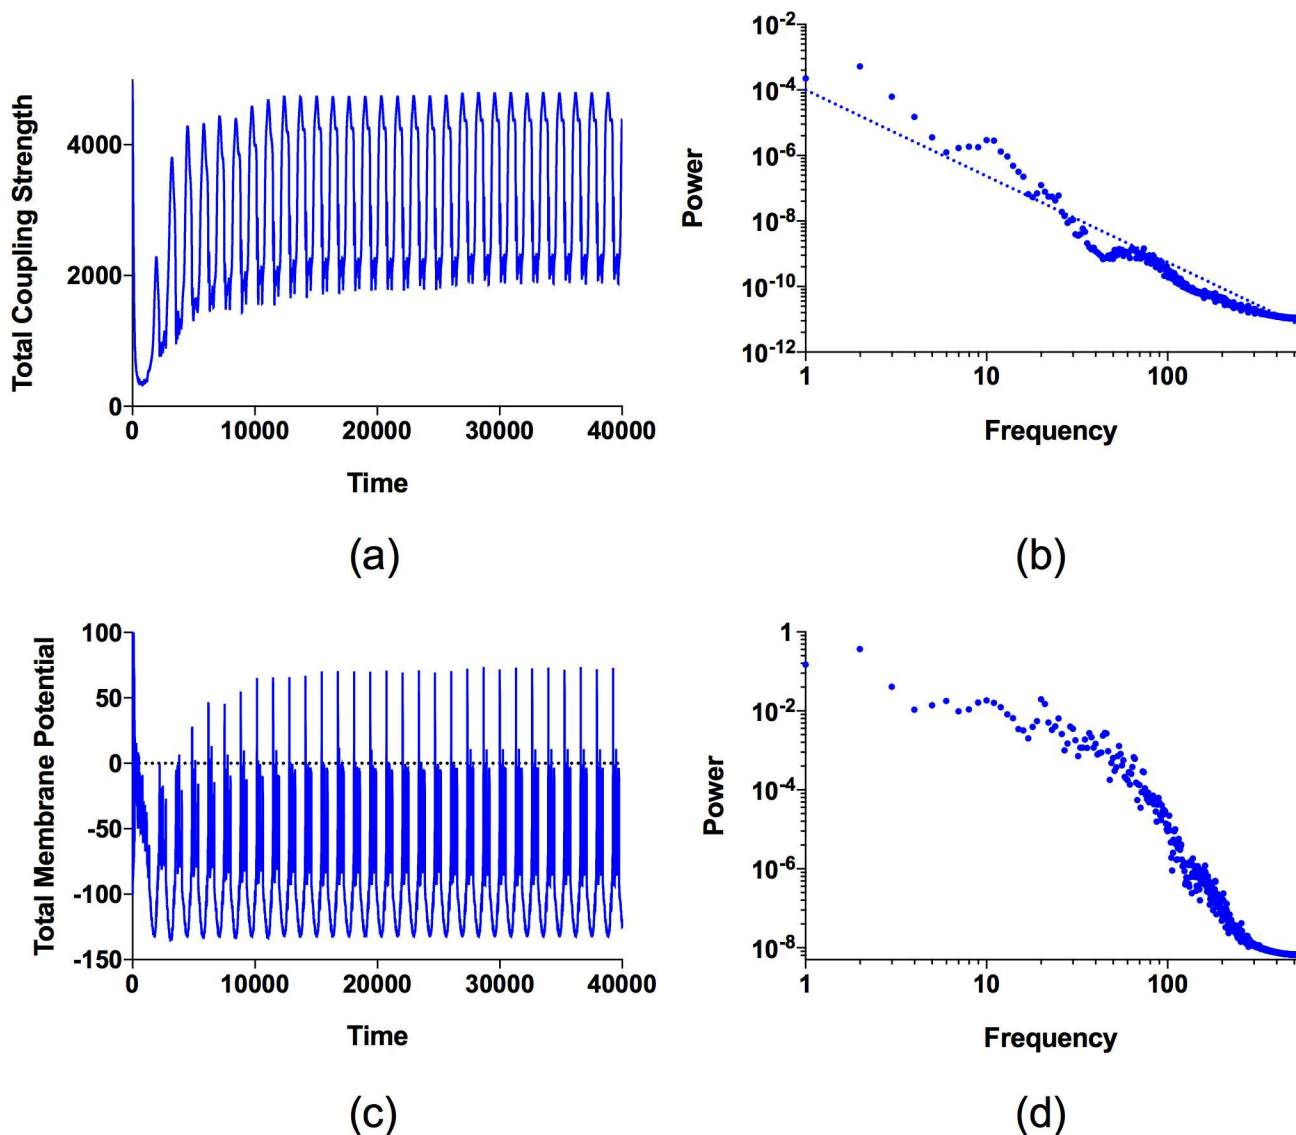 Total Coupling Strength
4000
2000
0
0 10000 20000 30000 40000
Time
(a)
Power
10-2
10-4
10-6
10-8
10-10
10-12
1 10 100
Frequency
(b)
Total Membrane Potential
100
50
0
-50
-100
-150
0 10000 20000 30000 40000
Time
(c)
Power
1
10-2
10-4
10-6
10-8
1 10 100
Frequency
(d)